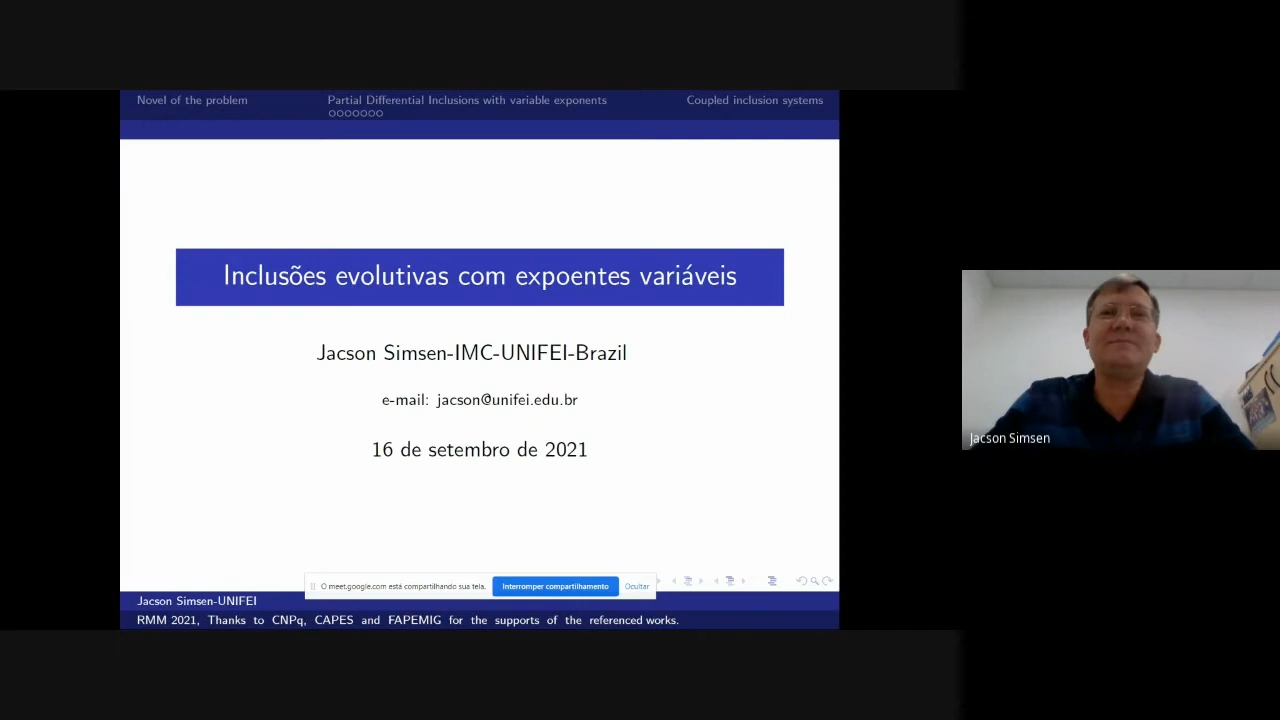 Novel of the problem
Partial Differential Inclusions with variable exponents
Coupled inclusion systems
Inclusões evolutivas com expoentes variáveis
Jacson Simsen-IMC-UNIFEI-Brazil
e-mail: jacson@unifei.edu.br
16 de setembro de 2021
O meet.google.com está compartilhando sua tela.
Interromper compartilhamento
Ocultar
Jacson Simsen-UNIFEI
RMM 2021, Thanks to CNPq, CAPES and FAPEMIG for the supports of the referenced works.
Jacson Simsen